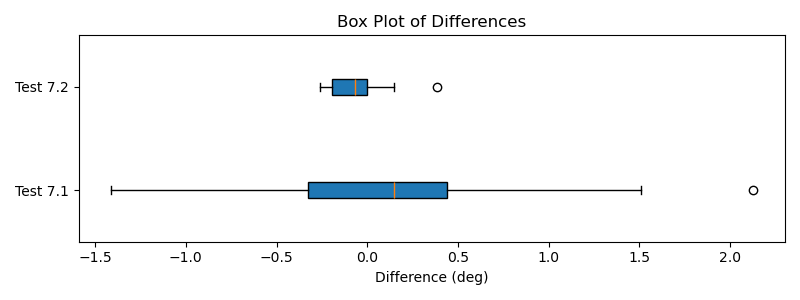 Box Plot of Differences
Test 7.2
Test 7.1
−1.5 −1.0 −0.5 0.0 0.5 1.0 1.5 2.0
Difference (deg)